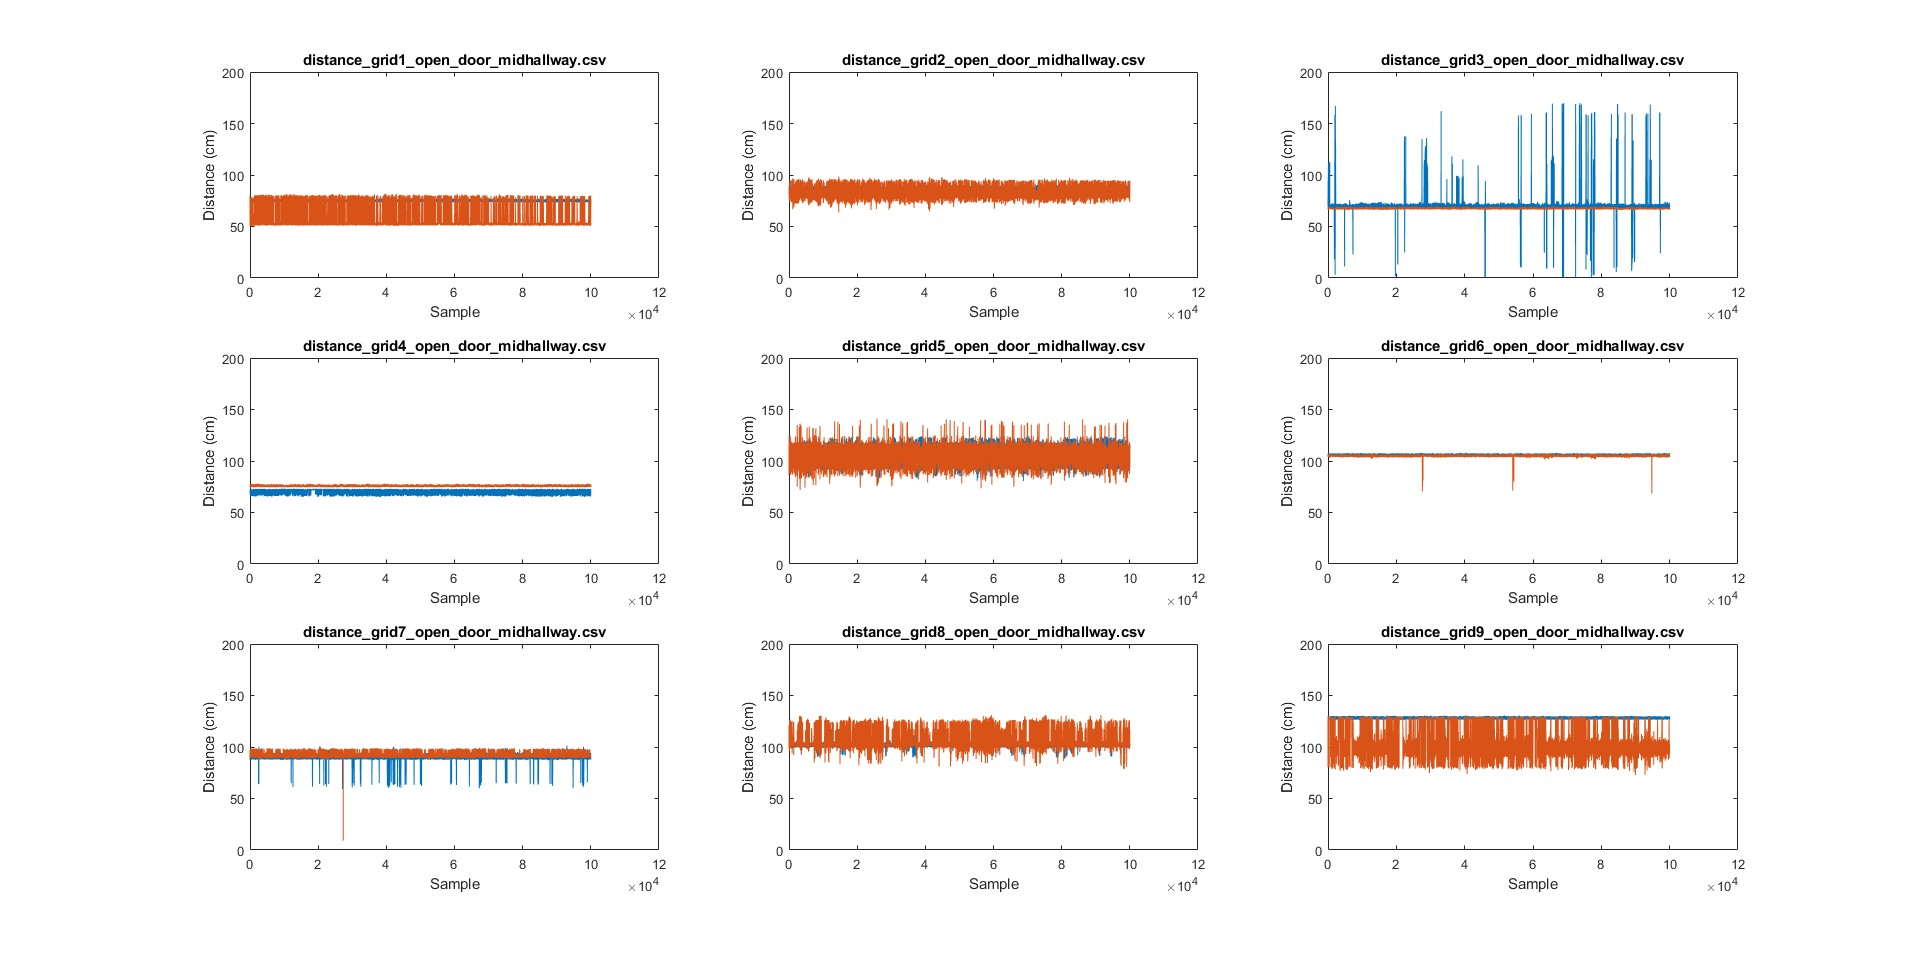 distance_grid1_open_door_midhallway.csv
200
150
100
50
0
Distance (cm)
0 2 4 6 8 10 12
Sample
×10^4
distance_grid2_open_door_midhallway.csv
200
150
100
50
0
Distance (cm)
0 2 4 6 8 10 12
Sample
×10^4
distance_grid3_open_door_midhallway.csv
200
150
100
50
0
Distance (cm)
0 2 4 6 8 10 12
Sample
×10^4
distance_grid4_open_door_midhallway.csv
200
150
100
50
0
Distance (cm)
0 2 4 6 8 10 12
Sample
×10^4
distance_grid5_open_door_midhallway.csv
200
150
100
50
0
Distance (cm)
0 2 4 6 8 10 12
Sample
×10^4
distance_grid6_open_door_midhallway.csv
200
150
100
50
0
Distance (cm)
0 2 4 6 8 10 12
Sample
×10^4
distance_grid7_open_door_midhallway.csv
200
150
100
50
0
Distance (cm)
0 2 4 6 8 10 12
Sample
×10^4
distance_grid8_open_door_midhallway.csv
200
150
100
50
0
Distance (cm)
0 2 4 6 8 10 12
Sample
×10^4
distance_grid9_open_door_midhallway.csv
200
150
100
50
0
Distance (cm)
0 2 4 6 8 10 12
Sample
×10^4